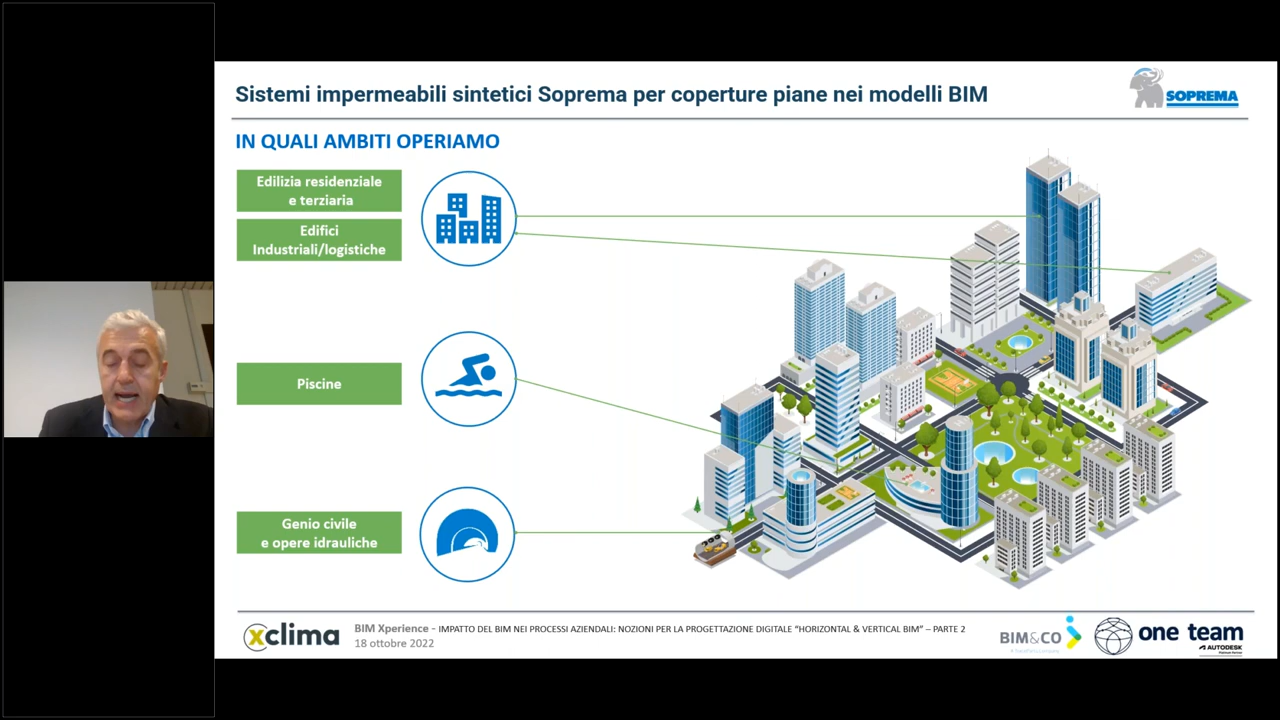 Sistemi impermeabili sintetici Soprema per coperture piane nei modelli BIM
SOPREMA
IN QUALI AMBITI OPERIAMO
Edilizia residenziale
e terziaria
Edifici
Industriali/logistiche
Piscine
Genio civile
e opere idrauliche
xclima
BIM Xperience – IMPATTO DEL BIM NEI PROCESSI AZIENDALI: NOZIONI PER LA PROGETTAZIONE DIGITALE “HORIZONTAL & VERTICAL BIM” – PARTE 2
18 ottobre 2022
BIM&CO
one team
AUTODESK